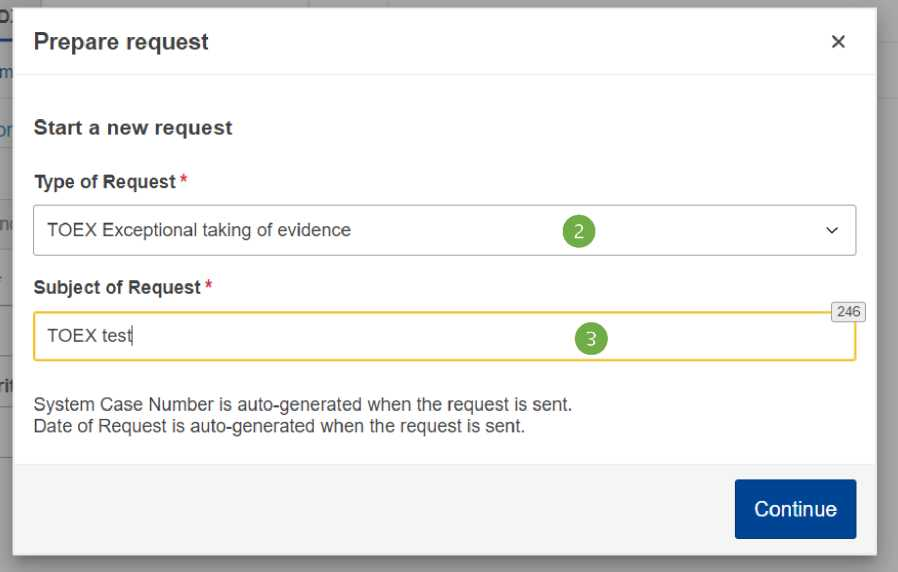 Prepare request
Start a new request
Type of Request *
TOEX Exceptional taking of evidence
2
Subject of Request *
246
TOEX test
3
System Case Number is auto-generated when the request is sent.
Date of Request is auto-generated when the request is sent.
Continue